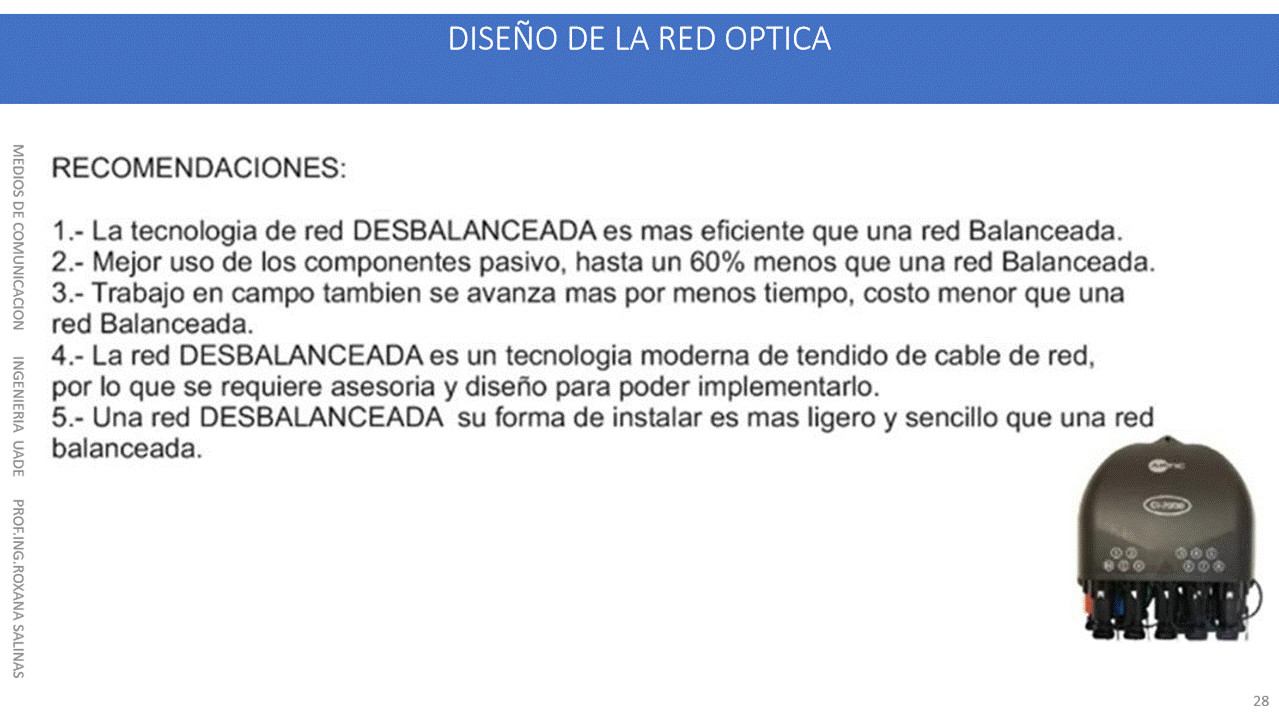 DISEÑO DE LA RED OPTICA
RECOMENDACIONES:
1.- La tecnologia de red DESBALANCEADA es mas eficiente que una red Balanceada.
2.- Mejor uso de los componentes pasivo, hasta un 60% menos que una red Balanceada.
3.- Trabajo en campo tambien se avanza mas por menos tiempo, costo menor que una
red Balanceada.
4.- La red DESBALANCEADA es un tecnologia moderna de tendido de cable de red,
por lo que se requiere asesoria y diseño para poder implementarlo.
5.- Una red DESBALANCEADA su forma de instalar es mas ligero y sencillo que una red
balanceada.
MEDIOS DE COMUNICACION INGENIERIA UADE PROF.ING.ROXANA SALINAS
28